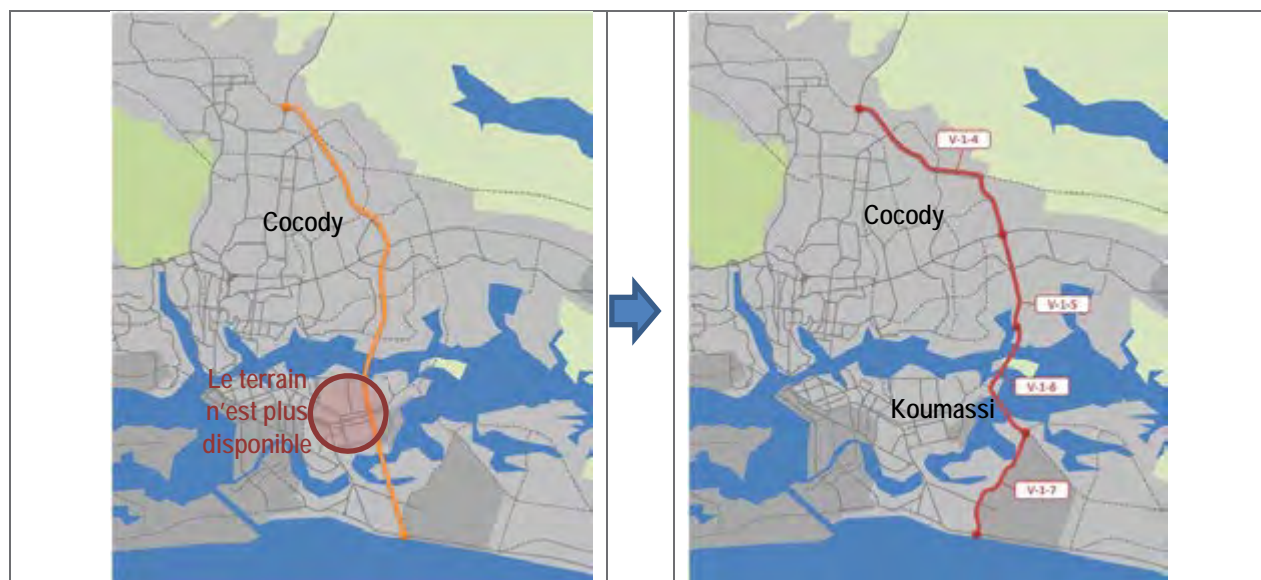 Cocody
Le terrain
n'est plus
disponible
V-1-4
Cocody
V-1-5
V-1-6
Koumassi
V-1-7